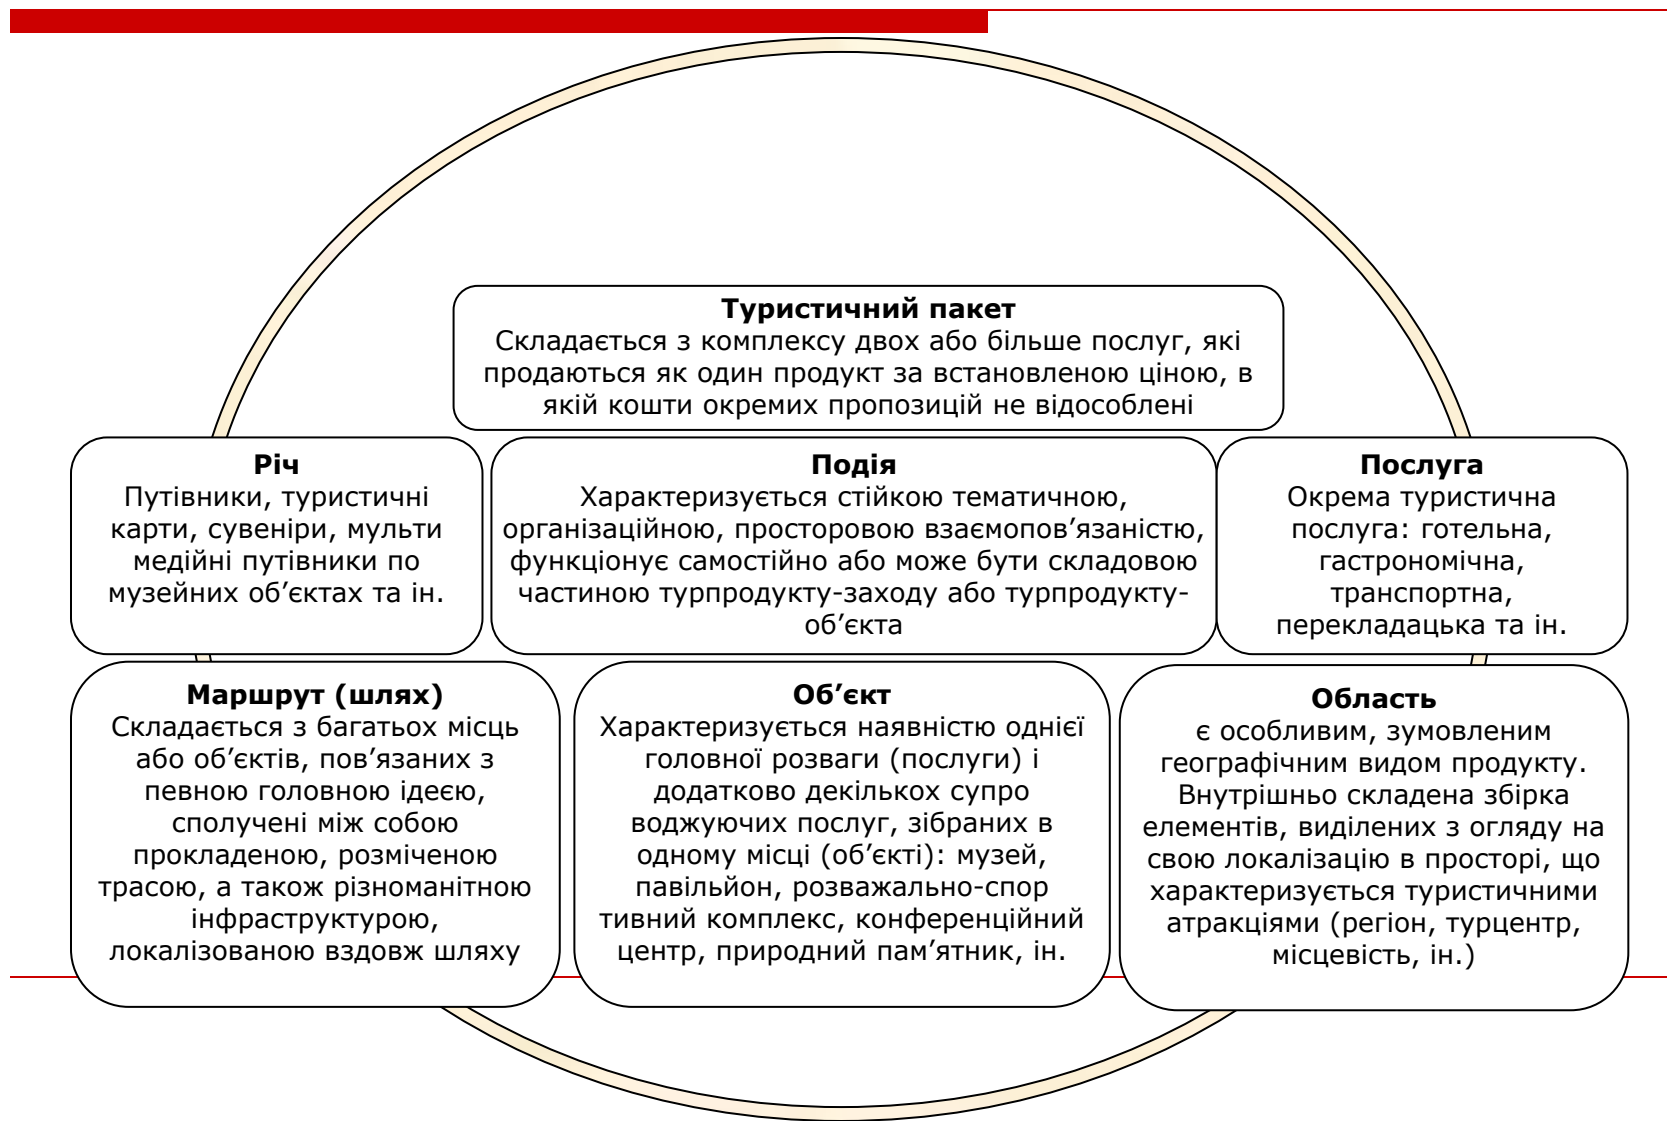 Туристичний пакет
Складається з комплексу двох або більше послуг, які
продаються як один продукт за встановленою ціною, в
якій кошти окремих пропозицій не відособлені
Річ
Путівники, туристичні
карти, сувеніри, мульти
медійні путівники по
музейних об’єктах та ін.
Подія
Характеризується стійкою тематичною,
організаційною, просторовою взаємопов’язаністю,
функціонує самостійно або може бути складовою
частиною турпродукту-заходу або турпродукту-
об’єкта
Послуга
Окрема туристична
послуга: готельна,
гастрономічна,
транспортна,
перекладацька та ін.
Маршрут (шлях)
Складається з багатьох місць
або об’єктів, пов’язаних з
певною головною ідеєю,
сполучені між собою
прокладеною, розміченою
трасою, а також різноманітною
інфраструктурою,
локалізованою вздовж шляху
Об’єкт
Характеризується наявністю однієї
головної розваги (послуги) і
додатково декількох супро
воджуючих послуг, зібраних в
одному місці (об’єкті): музей,
павільйон, розважально-спор
тивний комплекс, конференційний
центр, природний пам’ятник, ін.
Область
є особливим, зумовленим
географічним видом продукту.
Внутрішньо складена збірка
елементів, виділених з огляду на
свою локалізацію в просторі, що
характеризується туристичними
атракціями (регіон, турцентр,
місцевість, ін.)